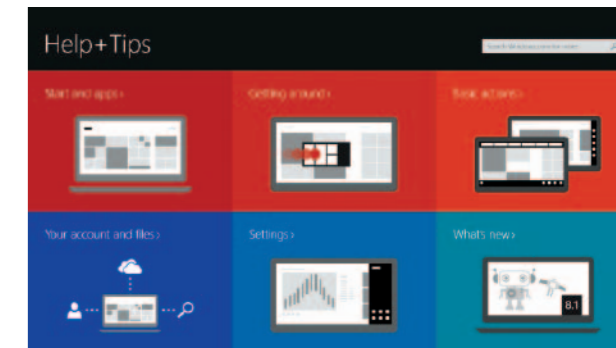 Help+Tips
Start and apps›
Getting around›
Basic actions›
Your account and files›
Settings›
What's new›
8.1